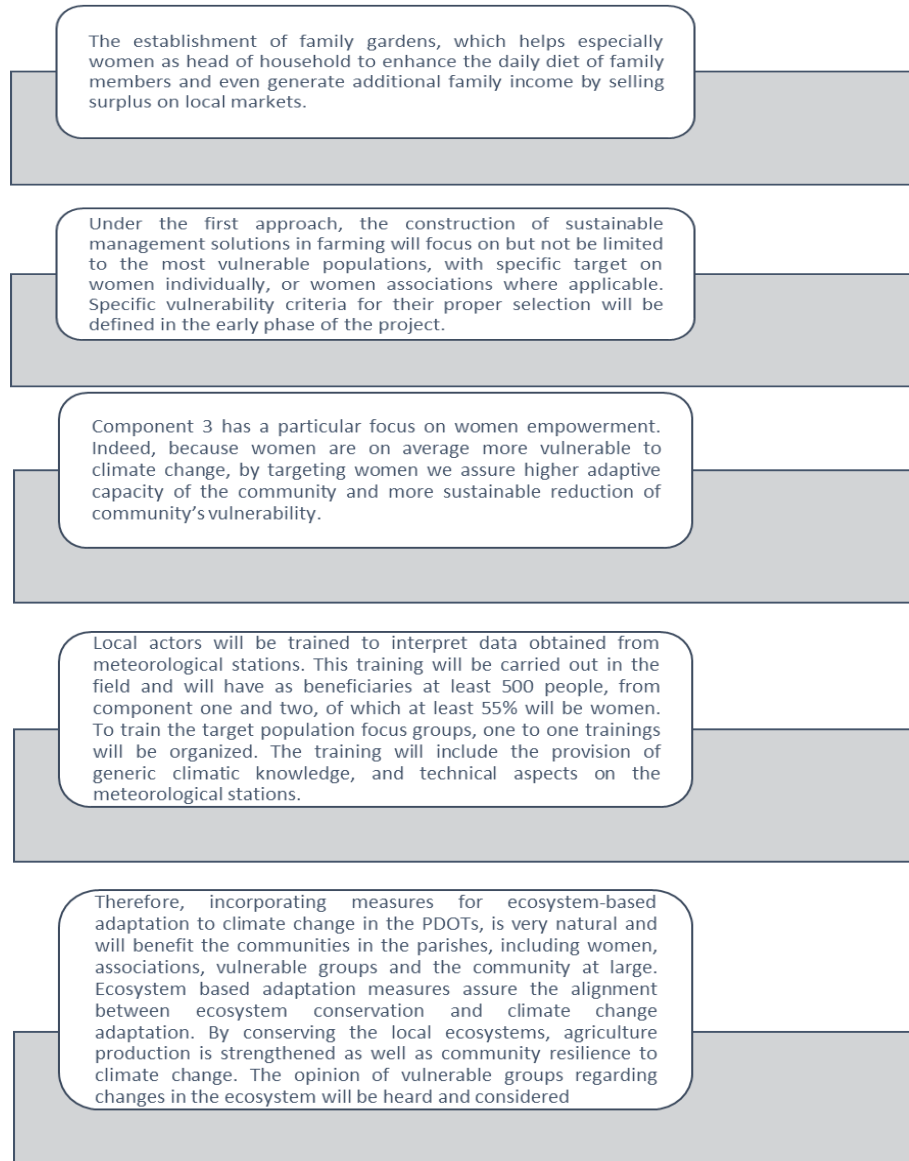 The establishment of family gardens, which helps especially
women as head of household to enhance the daily diet of family
members and even generate additional family income by selling
surplus on local markets.
Under the first approach, the construction of sustainable
management solutions in farming will focus on but not be limited
to the most vulnerable populations, with specific target on
women individually, or women associations where applicable.
Specific vulnerability criteria for their proper selection will be
defined in the early phase of the project.
Component 3 has a particular focus on women empowerment.
Indeed, because women are on average more vulnerable to
climate change, by targeting women we assure higher adaptive
capacity of the community and more sustainable reduction of
community's vulnerability.
Local actors will be trained to interpret data obtained from
meteorological stations. This training will be carried out in the
field and will have as beneficiaries at least 500 people, from
component one and two, of which at least 55% will be women.
To train the target population focus groups, one to one trainings
will be organized. The training will include the provision of
generic climatic knowledge, and technical aspects on the
meteorological stations.
Therefore, incorporating measures for ecosystem-based
adaptation to climate change in the PDOTs, is very natural and
will benefit the communities in the parishes, including women,
associations, vulnerable groups and the community at large.
Ecosystem based adaptation measures assure the alignment
between ecosystem conservation and climate change
adaptation. By conserving the local ecosystems, agriculture
production is strengthened as well as community resilience to
climate change. The opinion of vulnerable groups regarding
changes in the ecosystem will be heard and considered